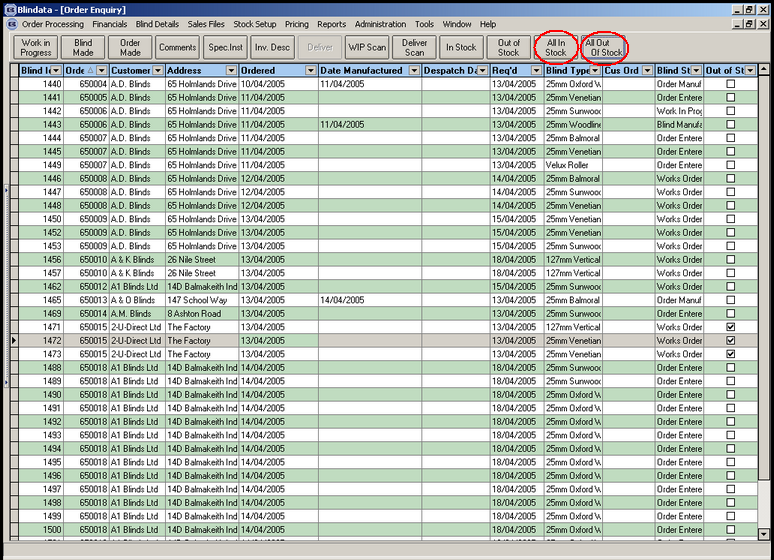 Blindata - [Order Enquiry]
Order Processing Financials Blind Details Sales Files Stock Setup Pricing Reports Administration Tools Window Help
Work in Progress Blind Made Order Made Comments Spec.Inst Inv. Desc Deliver WIP Scan Deliver Scan In Stock Out of Stock All In Stock All Out Of Stock
Blind I Orde Customer Address Ordered Date Manufactured Despatch Da Req'd Blind Type Cus Ord Blind St Out of St
1440 650004 A.D. Blinds 65 Holmlands Drive 10/04/2005 11/04/2005 13/04/2005 25mm Oxford W Order Manuf
1441 650005 A.D. Blinds 65 Holmlands Drive 11/04/2005 13/04/2005 25mm Venetian Order Entere
1442 650006 A.D. Blinds 65 Holmlands Drive 11/04/2005 13/04/2005 25mm Sunwood Work In Prog
1443 650006 A.D. Blinds 65 Holmlands Drive 11/04/2005 11/04/2005 13/04/2005 25mm Woodline Blind Manufa
1444 650007 A.D. Blinds 65 Holmlands Drive 11/04/2005 13/04/2005 25mm Balmoral Order Entere
1445 650007 A.D. Blinds 65 Holmlands Drive 11/04/2005 13/04/2005 25mm Venetian Order Entere
1449 650007 A.D. Blinds 65 Holmlands Drive 11/04/2005 13/04/2005 Velux Roller Order Entere
1446 650008 A.D. Blinds 65 Holmlands Drive 12/04/2005 14/04/2005 25mm Balmoral Works Order
1447 650008 A.D. Blinds 65 Holmlands Drive 12/04/2005 14/04/2005 25mm Sunwood Works Order
1448 650008 A.D. Blinds 65 Holmlands Drive 12/04/2005 14/04/2005 25mm Venetian Works Order
1450 650009 A.D. Blinds 65 Holmlands Drive 13/04/2005 15/04/2005 25mm Venetian Works Order
1452 650009 A.D. Blinds 65 Holmlands Drive 13/04/2005 15/04/2005 25mm Venetian Works Order
1453 650009 A.D. Blinds 65 Holmlands Drive 13/04/2005 15/04/2005 25mm Sunwood Works Order
1456 650010 A & K Blinds 26 Nile Street 13/04/2005 18/04/2005 127mm Vertical Works Order
1457 650010 A & K Blinds 26 Nile Street 13/04/2005 18/04/2005 127mm Vertical Works Order
1462 650012 A1 Blinds Ltd 14D Balmakeith Ind 13/04/2005 15/04/2005 25mm Sunwood Works Order
1465 650013 A & O Blinds 147 School Way 13/04/2005 14/04/2005 13/04/2005 25mm Balmoral Order Manuf
1469 650014 A.M. Blinds 8 Ashton Road 13/04/2005 13/04/2005 25mm Sunwood Order Entere
1471 650015 2-U-Direct Ltd The Factory 13/04/2005 13/04/2005 127mm Vertical Works Order
1472 650015 2-U-Direct Ltd The Factory 13/04/2005 13/04/2005 25mm Venetian Works Order
1473 650015 2-U-Direct Ltd The Factory 13/04/2005 13/04/2005 25mm Venetian Works Order
1488 650018 A1 Blinds Ltd 14D Balmakeith Ind 14/04/2005 18/04/2005 25mm Sunwood Order Entere
1489 650018 A1 Blinds Ltd 14D Balmakeith Ind 14/04/2005 18/04/2005 25mm Sunwood Order Entere
1490 650018 A1 Blinds Ltd 14D Balmakeith Ind 14/04/2005 18/04/2005 25mm Oxford W Order Entere
1491 650018 A1 Blinds Ltd 14D Balmakeith Ind 14/04/2005 18/04/2005 25mm Oxford W Order Entere
1492 650018 A1 Blinds Ltd 14D Balmakeith Ind 14/04/2005 18/04/2005 25mm Oxford W Order Entere
1493 650018 A1 Blinds Ltd 14D Balmakeith Ind 14/04/2005 18/04/2005 25mm Oxford W Order Entere
1494 650018 A1 Blinds Ltd 14D Balmakeith Ind 14/04/2005 18/04/2005 25mm Oxford W Order Entere
1495 650018 A1 Blinds Ltd 14D Balmakeith Ind 14/04/2005 18/04/2005 25mm Oxford W Order Entere
1496 650018 A1 Blinds Ltd 14D Balmakeith Ind 14/04/2005 18/04/2005 25mm Oxford W Order Entere
1497 650018 A1 Blinds Ltd 14D Balmakeith Ind 14/04/2005 18/04/2005 25mm Oxford W Order Entere
1498 650018 A1 Blinds Ltd 14D Balmakeith Ind 14/04/2005 18/04/2005 25mm Oxford W Order Entere
1499 650018 A1 Blinds Ltd 14D Balmakeith Ind 14/04/2005 18/04/2005 25mm Oxford W Order Entere
1500 650018 A1 Blinds Ltd 14D Balmakeith Ind 14/04/2005 18/04/2005 25mm Oxford W Order Entere